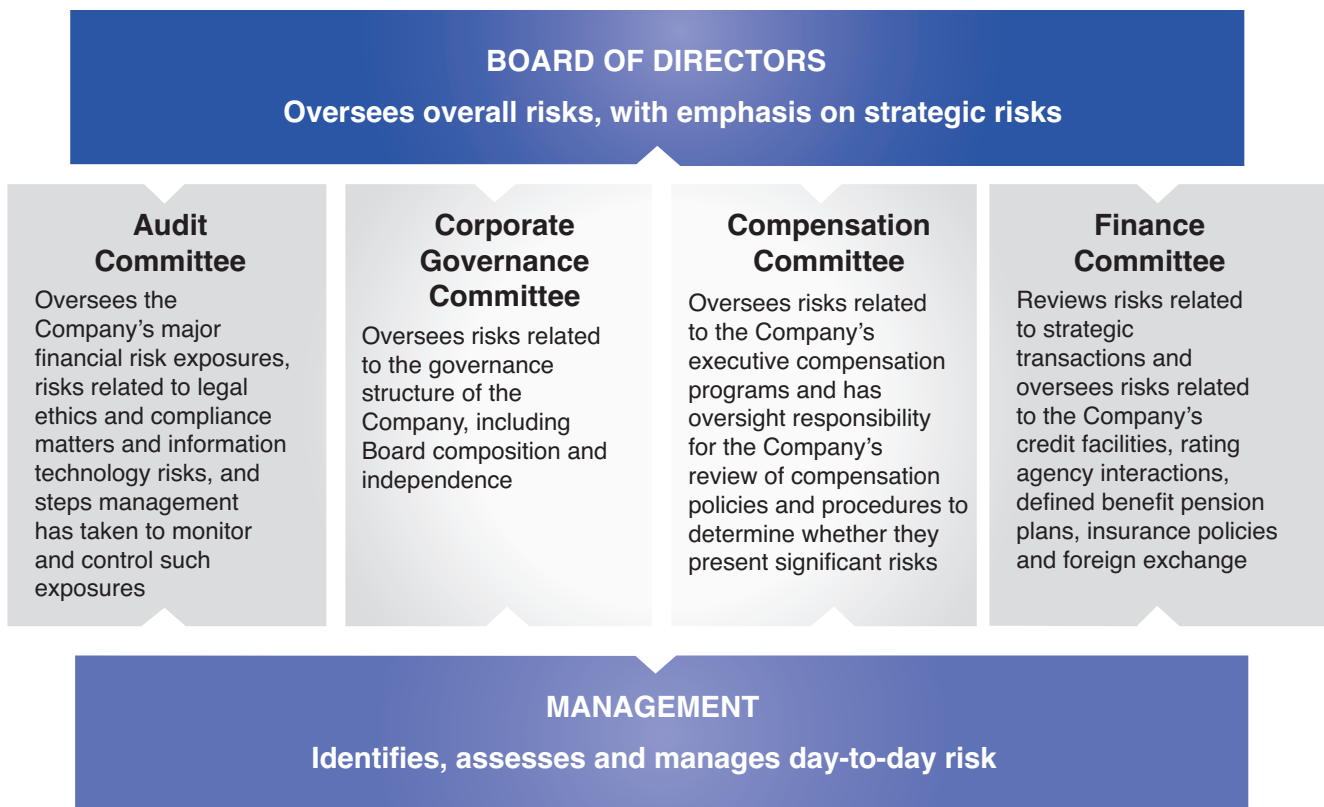 BOARD OF DIRECTORS
Oversees overall risks, with emphasis on strategic risks
Audit
Committee
Oversees the
Company’s major
financial risk exposures,
risks related to legal
ethics and compliance
matters and information
technology risks, and
steps management
has taken to monitor
and control such
exposures
Corporate
Governance
Committee
Oversees risks related
to the governance
structure of the
Company, including
Board composition and
independence
Compensation
Committee
Oversees risks related
to the Company’s
executive compensation
programs and has
oversight responsibility
for the Company’s
review of compensation
policies and procedures to
determine whether they
present significant risks
Finance
Committee
Reviews risks related
to strategic
transactions and
oversees risks related
to the Company’s
credit facilities, rating
agency interactions,
defined benefit pension
plans, insurance policies
and foreign exchange
MANAGEMENT
Identifies, assesses and manages day-to-day risk